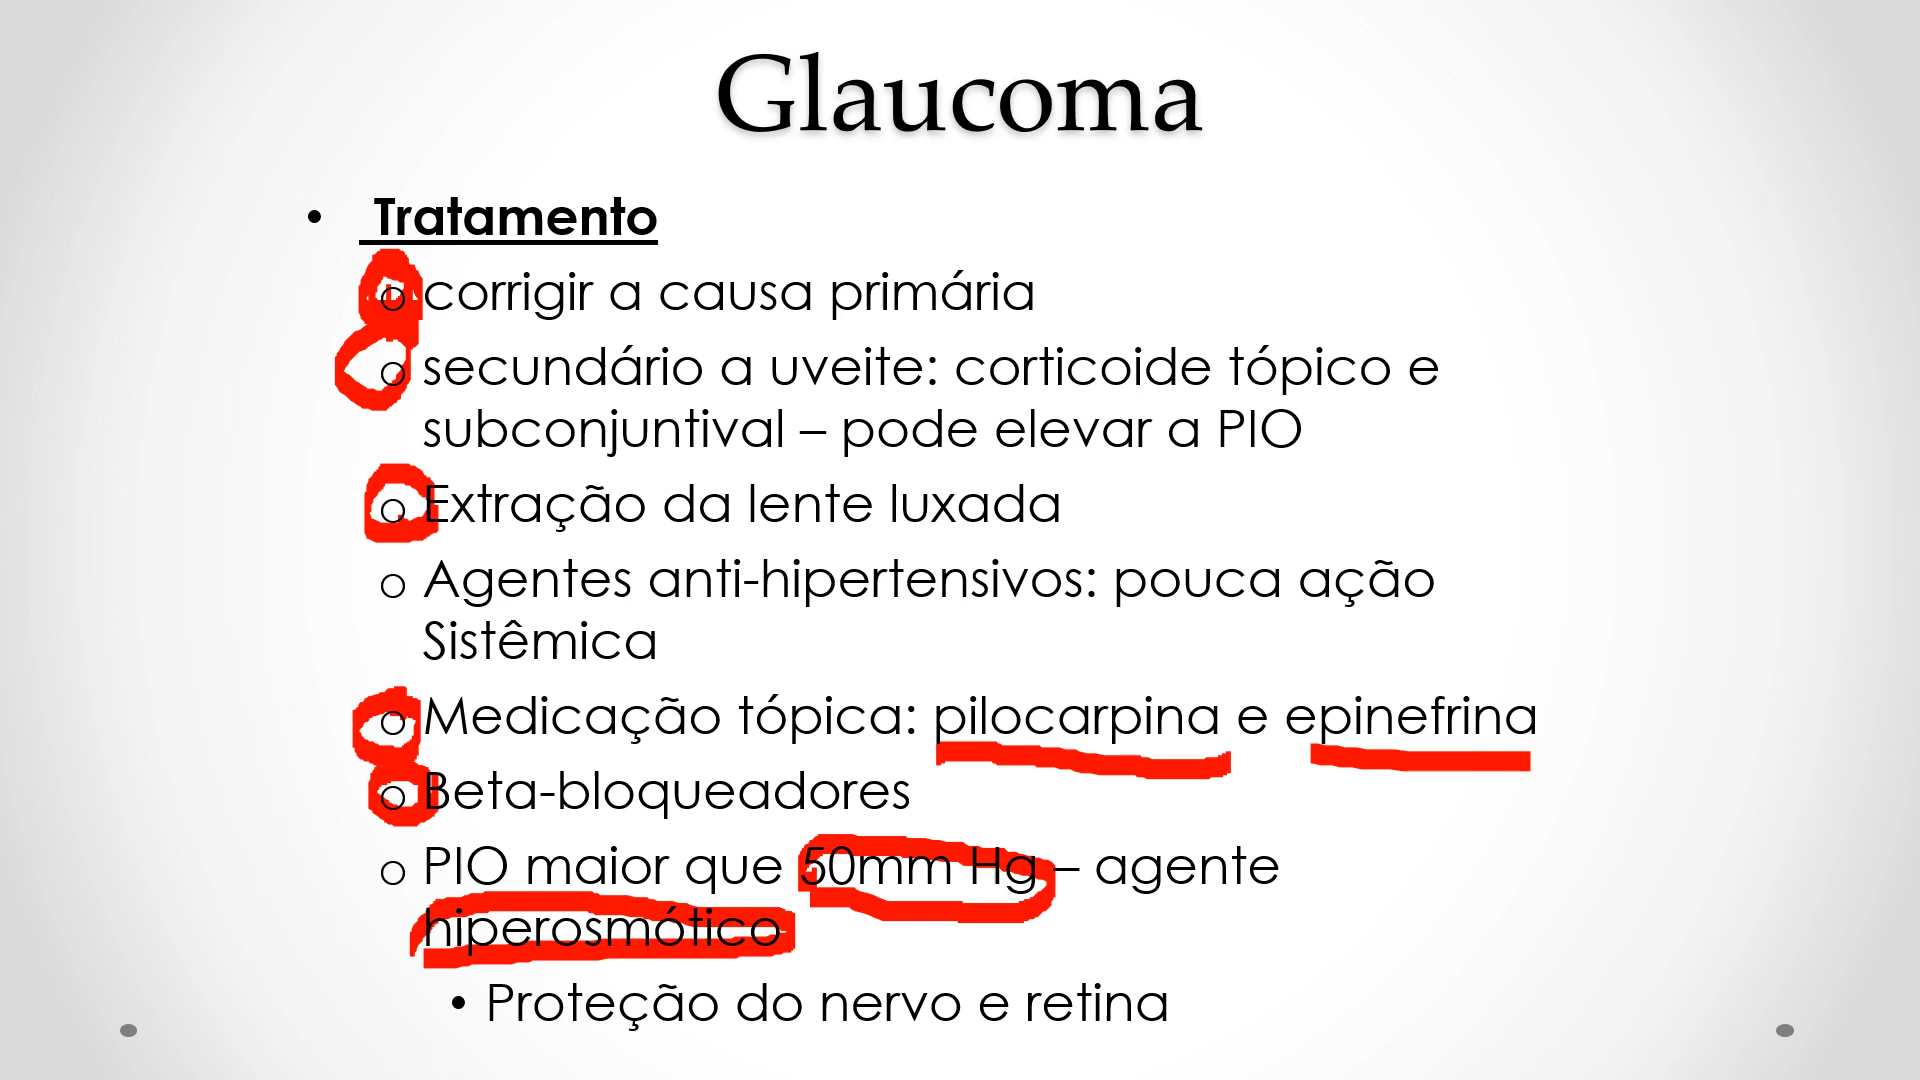 Glaucoma
• Tratamento
o corrigir a causa primária
o secundário a uveite: corticoide tópico e
subconjuntival – pode elevar a PIO
o Extração da lente luxada
o Agentes anti-hipertensivos: pouca ação
Sistêmica
o Medicação tópica: pilocarpina e epinefrina
o Beta-bloqueadores
o PIO maior que 50mm Hg – agente
hiperosmótico
• Proteção do nervo e retina